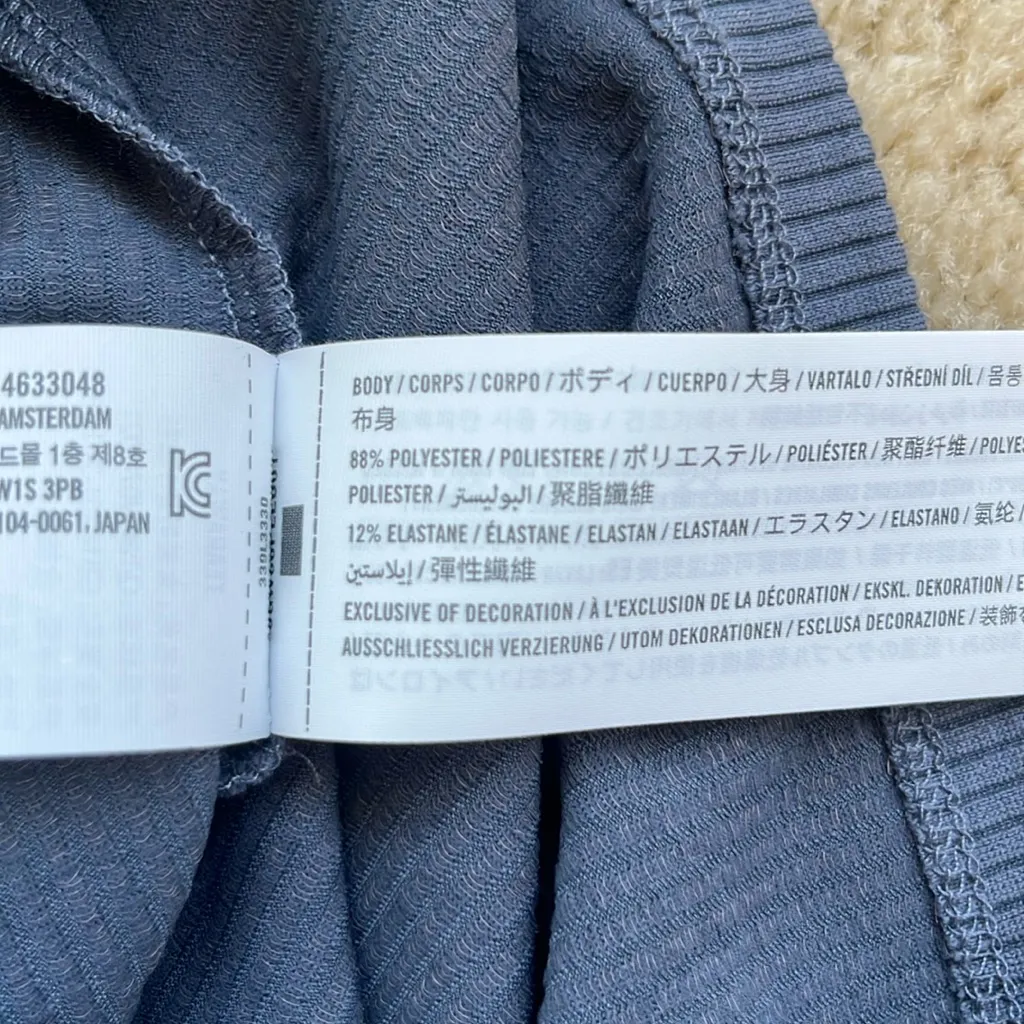 4633048
AMSTERDAM
드몰 1층 제8호
W1S 3PB
104-0061. JAPAN
BODY / CORPS / CORPO / ボディ / CUERPO / 大身 / VARTALO / STŘEDNÍ DÍL / 몸통
布身
88% POLYESTER / POLIESTERE / ポリエステル / POLIÉSTER / 聚酯纤维 / POLYES
POLIESTER / البوليستر / 聚脂纖維
12% ELASTANE / ÉLASTANE / ELASTAN / ELASTAAN / エラスタン / ELASTANO / 氨纶 /
إيلاستين / 彈性纖維
EXCLUSIVE OF DECORATION / À L'EXCLUSION DE LA DÉCORATION / EKSKL. DEKORATION / E
AUSSCHLIESSLICH VERZIERUNG / UTOM DEKORATIONEN / ESCLUSA DECORAZIONE / 装飾を